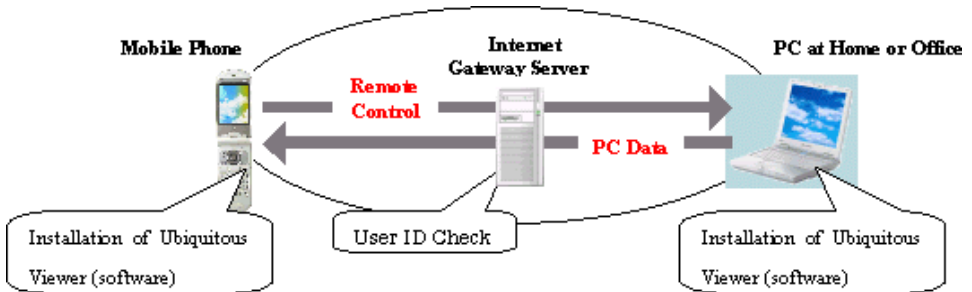 Mobile Phone
Internet
Gateway Server
PC at Home or Office
Remote
Control
PC Data
Installation of Ubiquitous
Viewer (software)
User ID Check
Installation of Ubiquitous
Viewer (software)